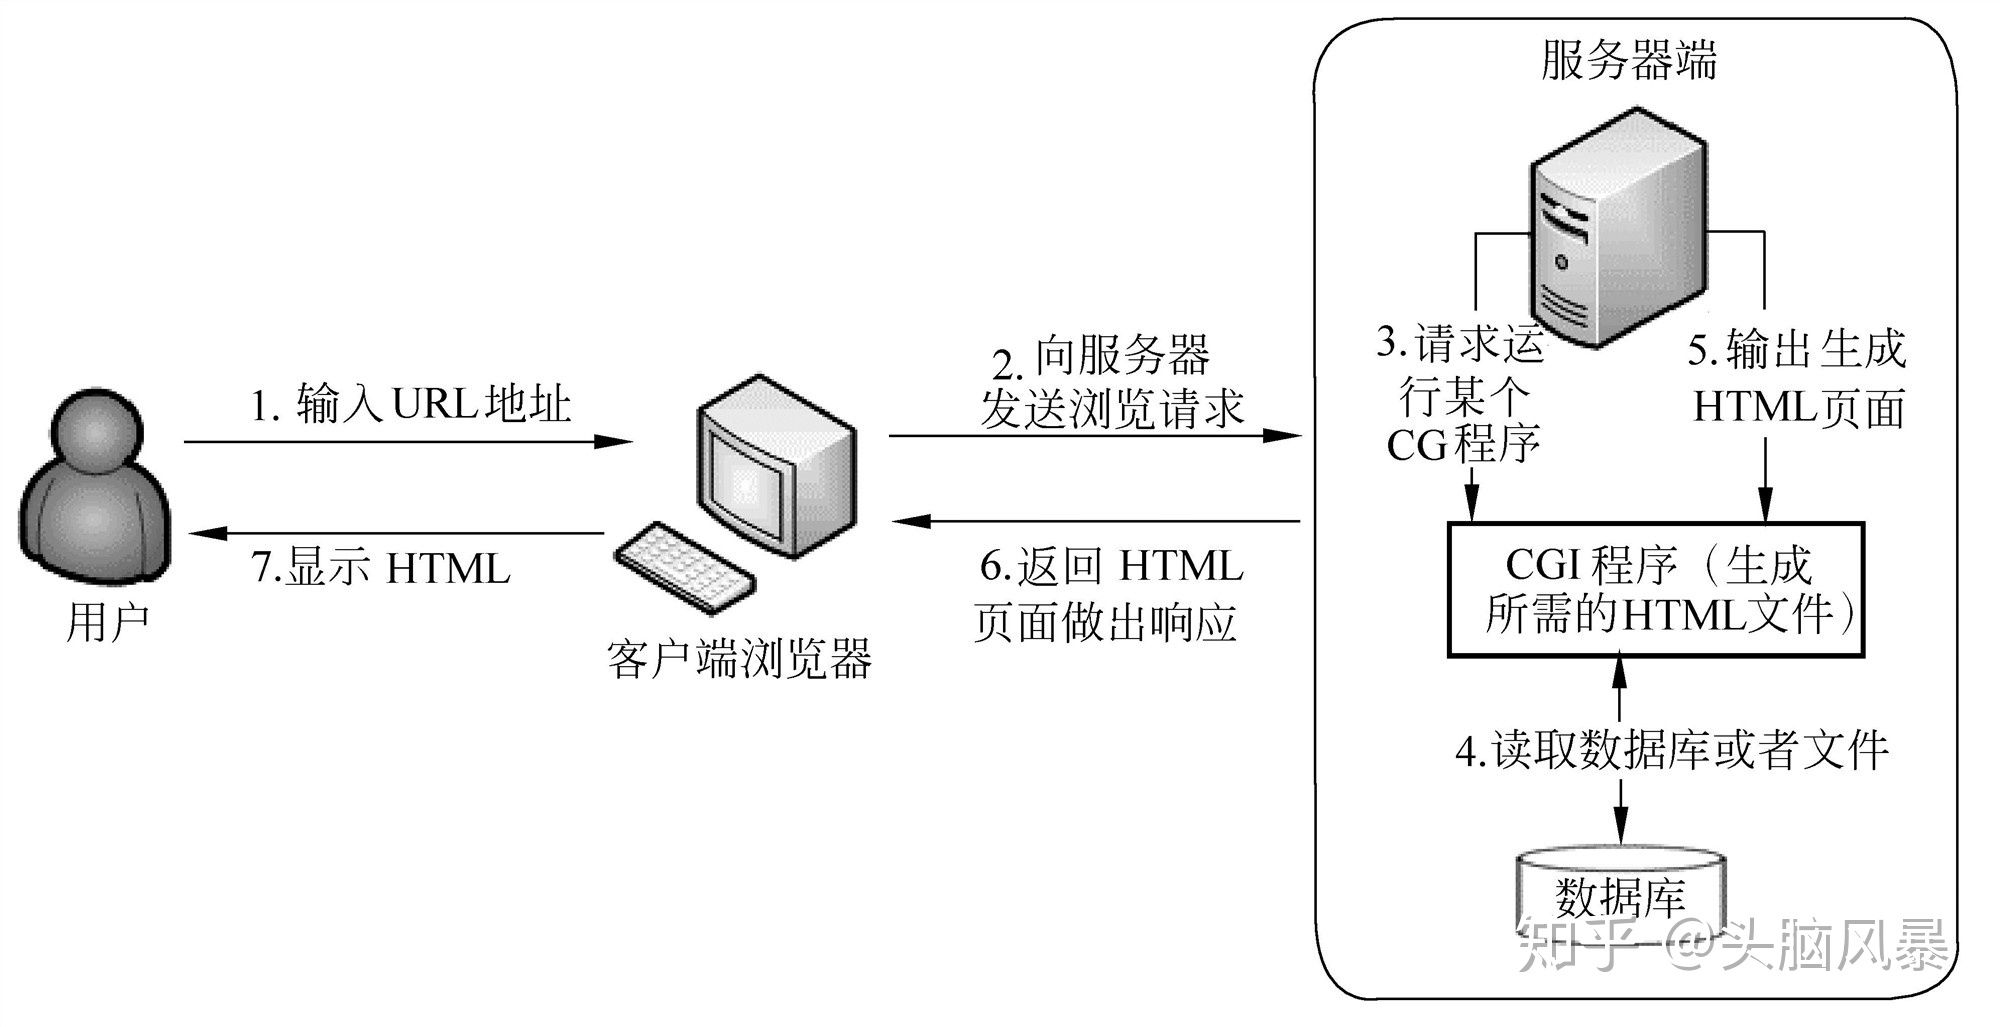 服务器端
1. 输入URL地址
2. 向服务器
发送浏览请求
3.请求运
行某个
CG程序
5.输出生成
HTML页面
用户
7.显示 HTML
客户端浏览器
6.返回 HTML
页面做出响应
CGI 程序（生成
所需的HTML文件）
4.读取数据库或者文件
数据库
知乎 @头脑风暴